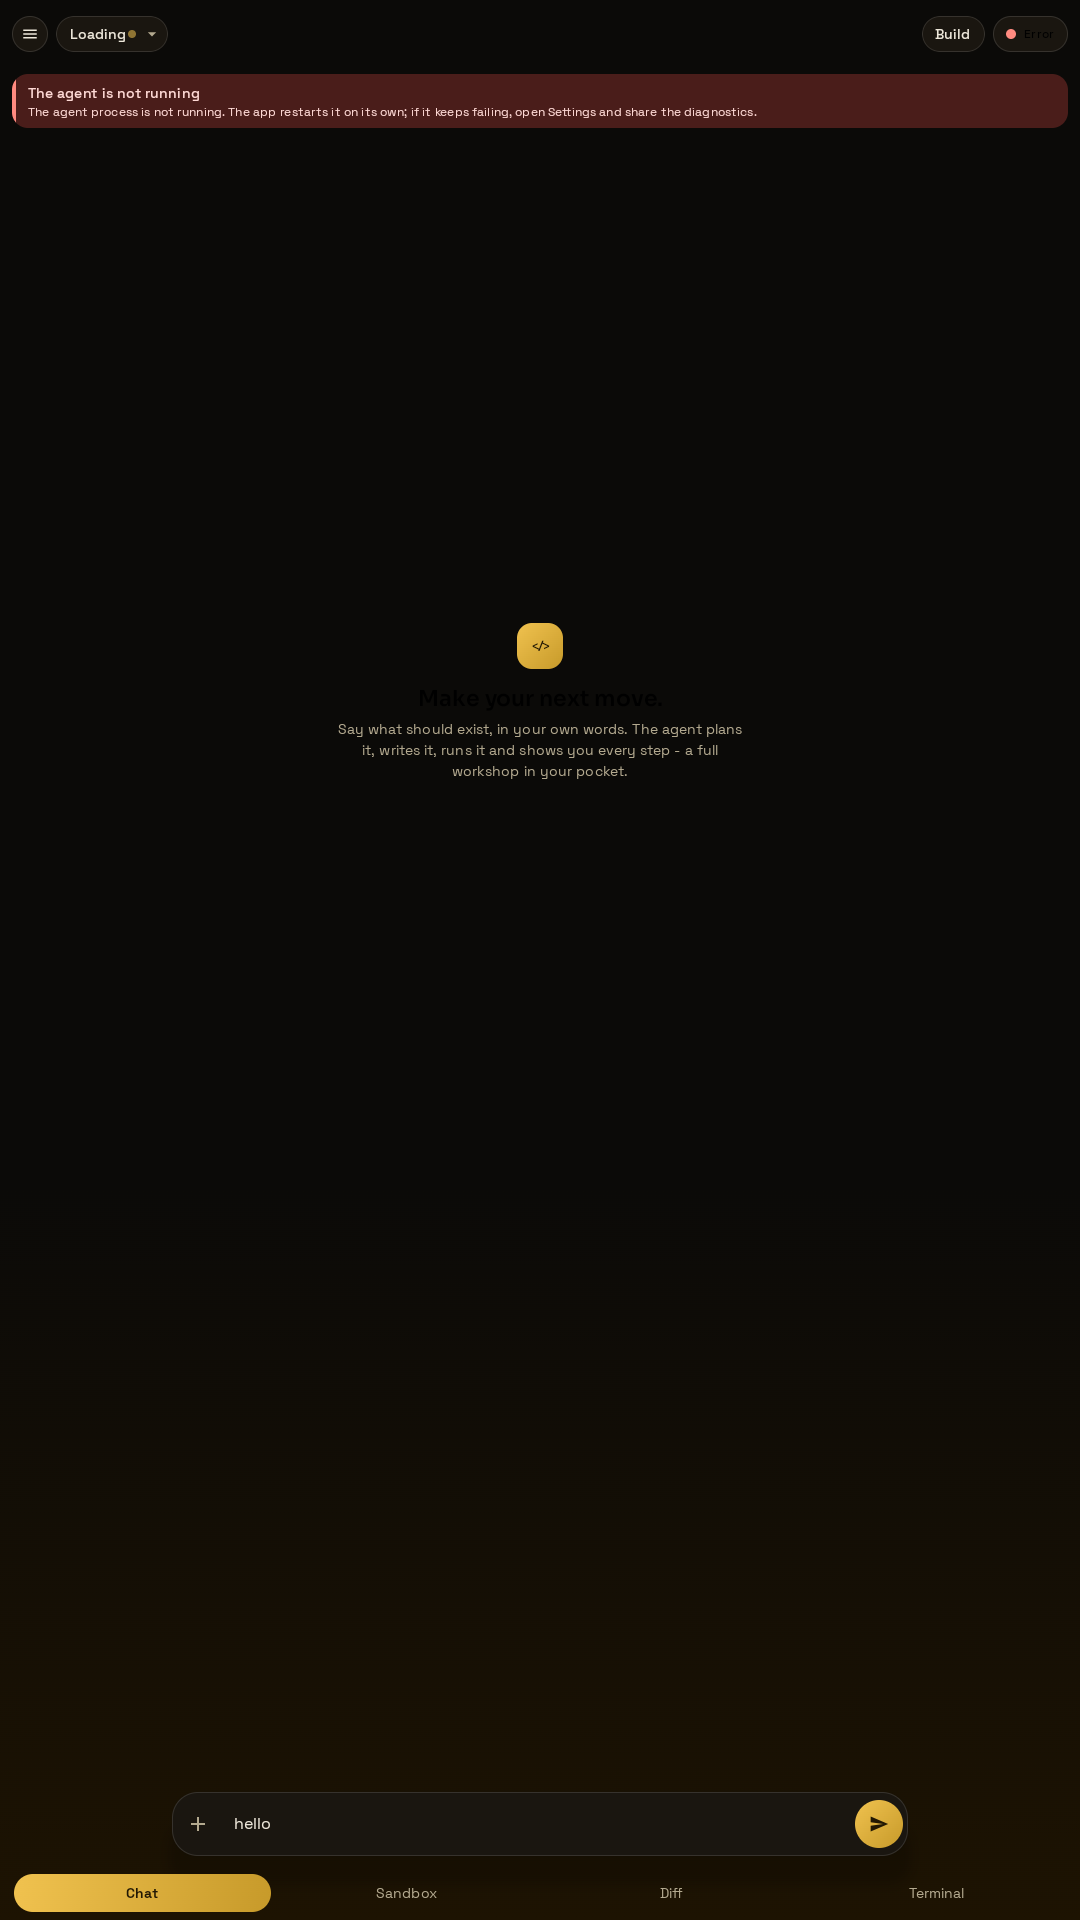 Loading
Build
Error
The agent is not running
The agent process is not running. The app restarts it on its own; if it keeps failing, open Settings and share the diagnostics.
</>
Make your next move.
Say what should exist, in your own words. The agent plans
it, writes it, runs it and shows you every step - a full
workshop in your pocket.
hello
Chat
Sandbox
Diff
Terminal